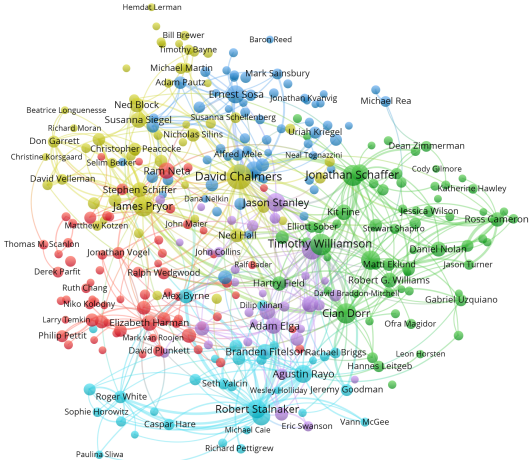 Hemdat Lerman
Bill Brewer
Baron Reed
Timothy Bayne
Michael Martin
Mark Sainsbury
Adam Pautz
Ernest Sosa
Jonathan Kvanvig
Michael Rea
Ned Block
Beatrice Longuenesse
Susanna Siegel
Susanna Schellenberg
Richard Moran
Nicholas Silins
Uriah Kriegel
Don Garrett
Christopher Peacocke
Dean Zimmerman
Christine Korsgaard
Selim Berker
Alfred Mele
Neal Tognazzini
Ram Neta
Cody Gilmore
David Velleman
David Chalmers
Jonathan Schaffer
Stephen Schiffer
Katherine Hawley
Dana Nelkin
James Pryor
Jason Stanley
Kit Fine
Jessica Wilson
Ross Cameron
Matthew Kotzen
John Maier
Elliott Sober
Stewart Shapiro
Ned Hall
Thomas M. Scanlon
Timothy Williamson
Jonathan Vogel
John Collins
Daniel Nolan
Derek Parfit
Ralph Wedgwood
Ralf Bader
Matti Eklund
Jason Turner
Ruth Chang
Hartry Field
Robert G. Williams
Alex Byrne
David Braddon-Mitchell
Niko Kolodny
Dilip Ninan
Gabriel Uzquiano
Larry Temkin
Elizabeth Harman
Cian Dorr
Adam Elga
Ofra Magidor
Philip Pettit
Mark van Roojen
David Plunkett
Branden Fitelson
Rachael Briggs
Leon Horsten
Hannes Leitgeb
Agustin Rayo
Seth Yalcin
Wesley Holliday
Jeremy Goodman
Roger White
Sophie Horowitz
Robert Stalnaker
Caspar Hare
Vann McGee
Michael Caie
Eric Swanson
Richard Pettigrew
Paulina Sliwa